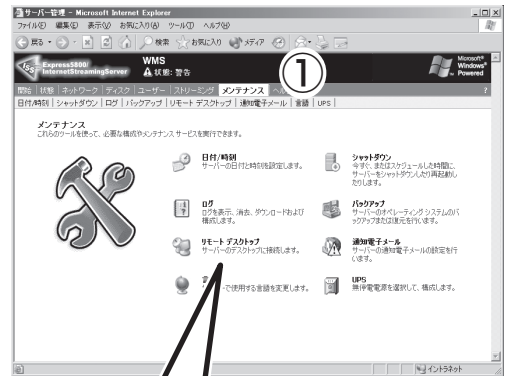 サーバー管理 - Microsoft Internet Explorer
ファイル(F) 編集(E) 表示(V) お気に入り(A) ツール(T) ヘルプ(H)
戻る 検索 お気に入り メディア
Express5800/
InternetStreamingServer
WMS
状態: 警告
Microsoft®
Windows®
Powered
開始 | 状態 | ネットワーク | ディスク | ユーザー | ストリーミング | メンテナンス ?
①
日付/時刻 | シャットダウン | ログ | バックアップ | リモート デスクトップ | 通知電子メール | 言語 | UPS |
メンテナンス
これらのツールを使って、必要な構成やメンテナンス サービスを実行できます。
日付/時刻
サーバーの日付と時刻を設定します。
シャットダウン
今すぐ、またはスケジュールした時間に、
サーバーをシャットダウンしたり再起動し
たりします。
ログ
ログを表示、消去、ダウンロードおよび
構成します。
バックアップ
サーバーのオペレーティング システムのバ
ックアップまたは復元を行います。
リモート デスクトップ
サーバーのデスクトップに接続します。
通知電子メール
サーバーの通知電子メールの設定を行
います。
で使用する言語を変更します。
UPS
無停電電源を選択して、構成します。
イントラネット